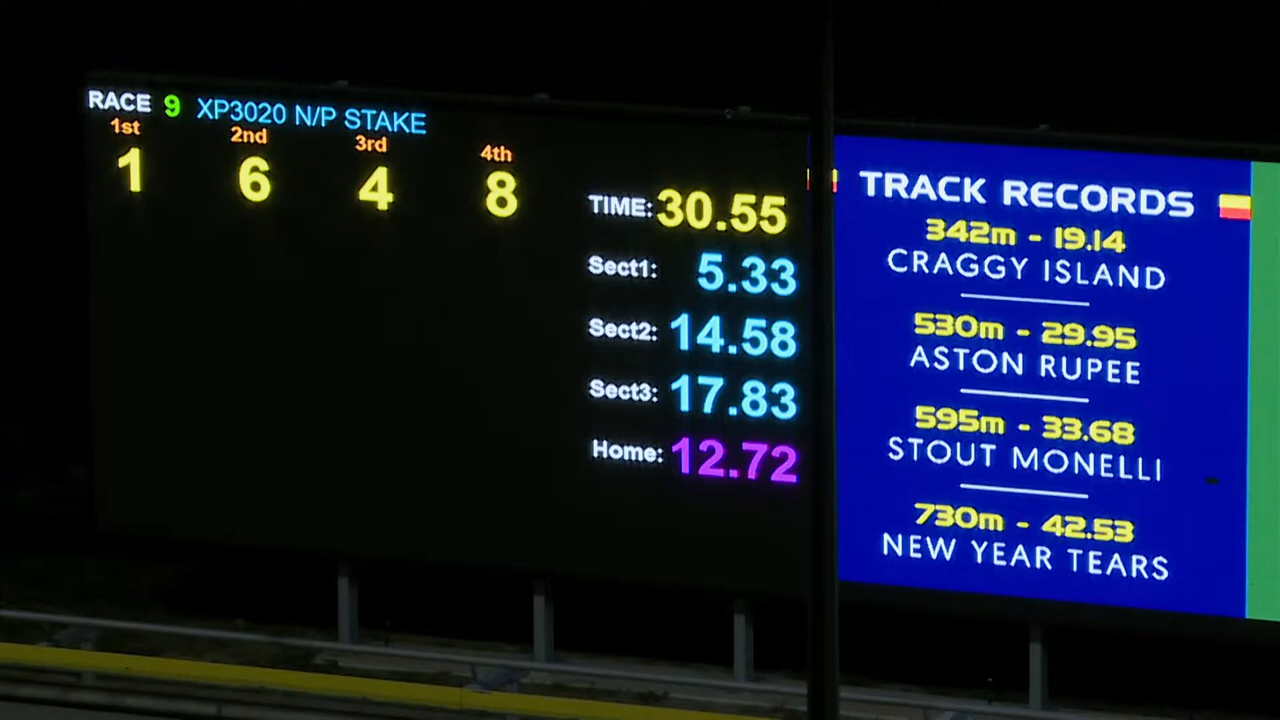 RACE 9 XP3020 N/P STAKE
1st 2nd 3rd 4th
1 6 4 8
TIME: 30.55
Sect1: 5.33
Sect2: 14.58
Sect3: 17.83
Home: 12.72
TRACK RECORDS
342m - 19.14
CRAGGY ISLAND
530m - 29.95
ASTON RUPEE
595m - 33.68
STOUT MONELLI
730m - 42.53
NEW YEAR TEARS